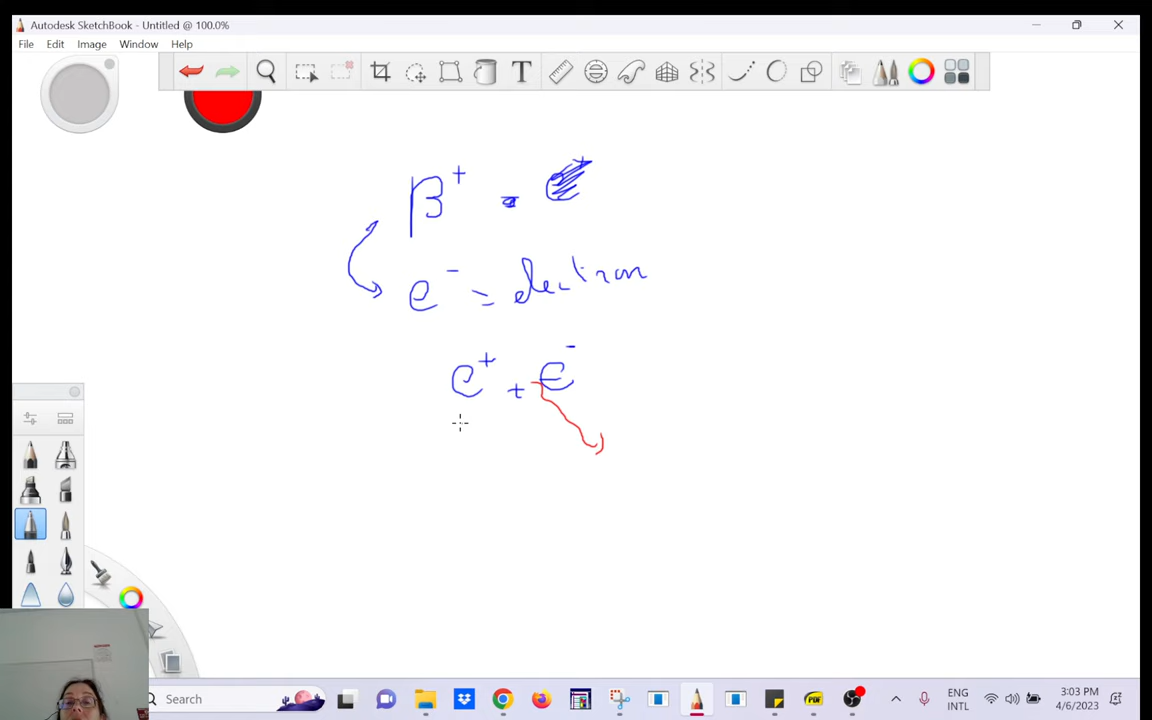 Autodesk SketchBook - Untitled @ 100.0%
File Edit Image Window Help
β⁺ = e
e⁻ = electron
e⁺ + e⁻
Search
ENG
INTL
3:03 PM
4/6/2023